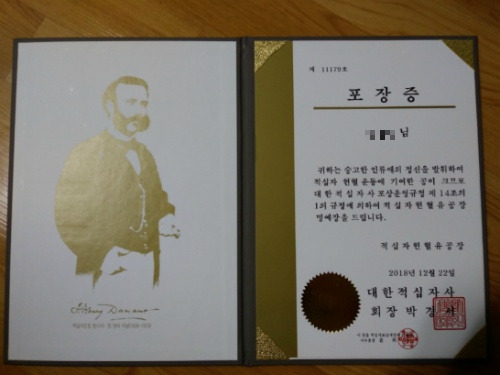 제 11170호
포장증
님
귀하는 숭고한 인류애의 정신을 발휘하여
적십자 헌혈 운동에 기여한 공이 크므로
대한적십자사 포상운영규정 제14조의
1의 규정에 의하여 적십자헌혈유공장
명예장을 드립니다.
적십자헌혈유공장
2018년 12월 22일
대한적십자사
회장 박경서